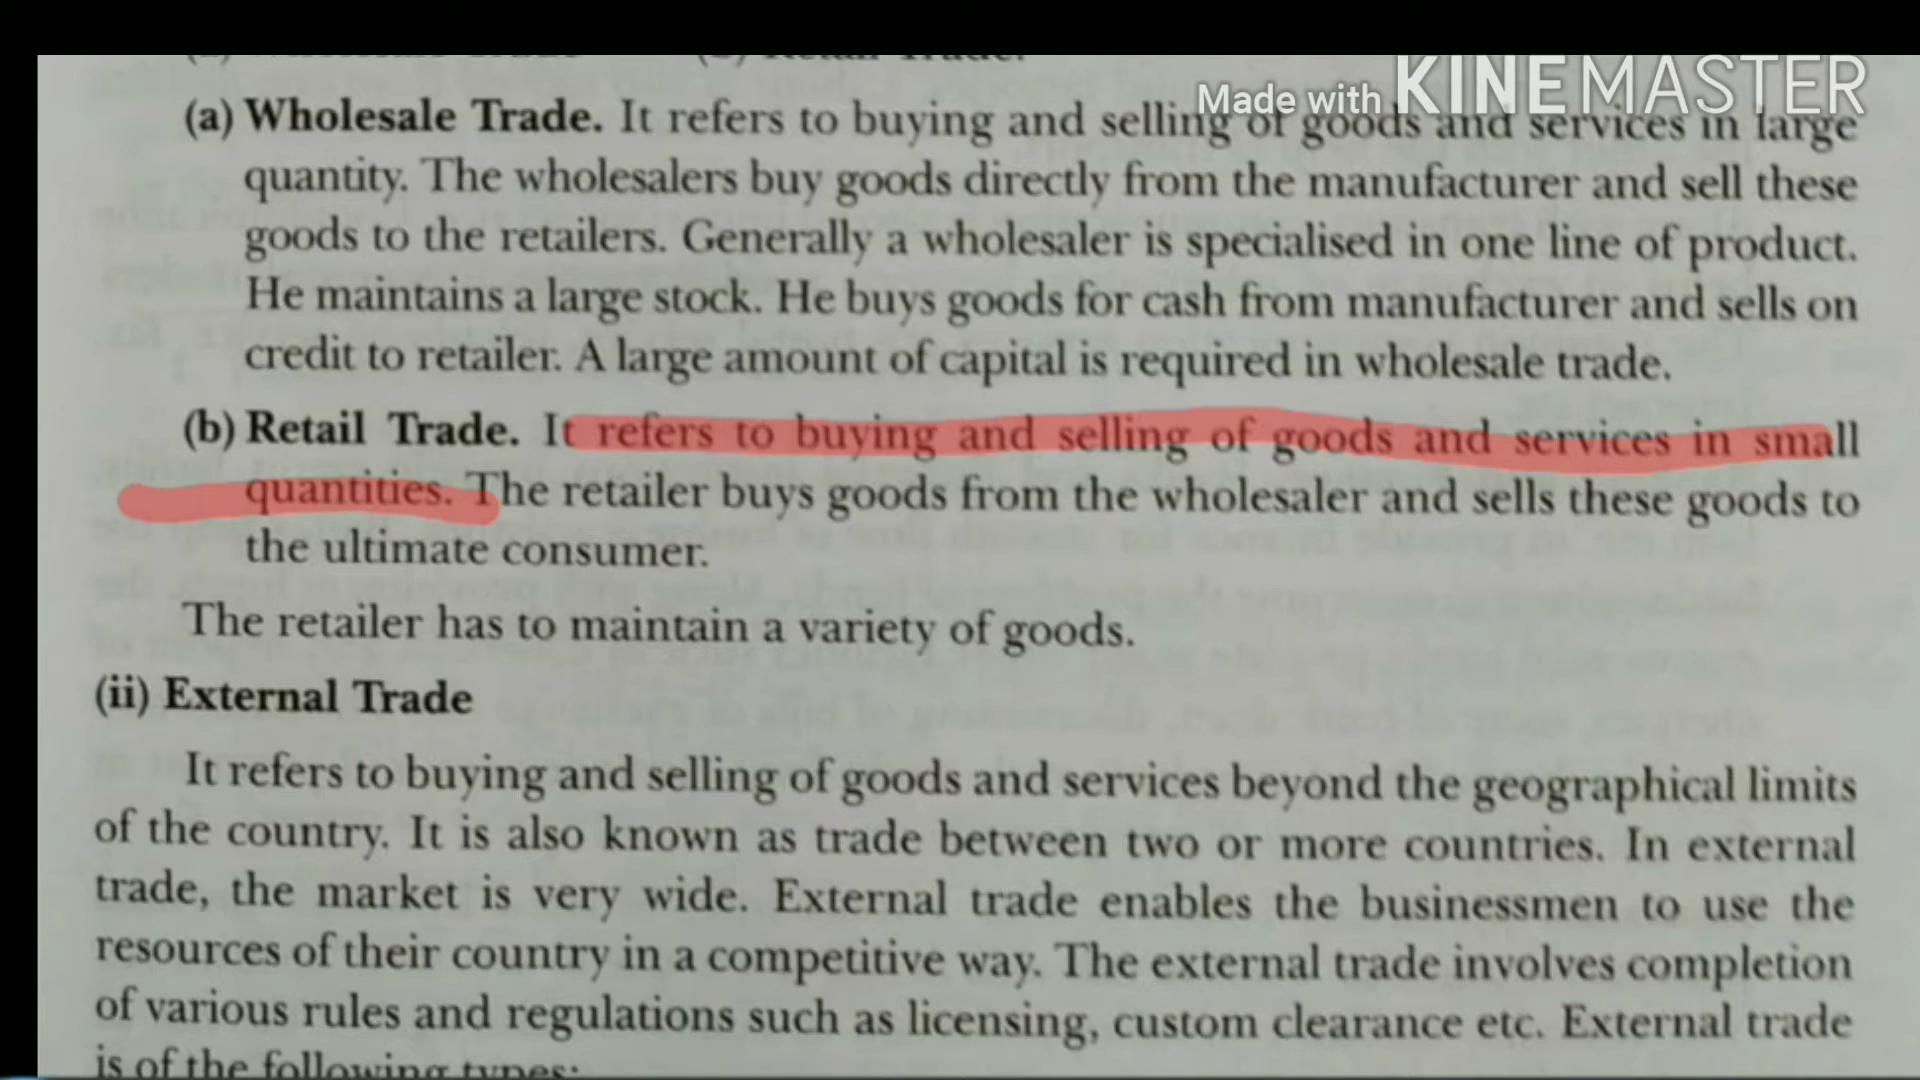 Made with KINEMASTER
(a) Wholesale Trade. It refers to buying and selling of goods and services in large
quantity. The wholesalers buy goods directly from the manufacturer and sell these
goods to the retailers. Generally a wholesaler is specialised in one line of product.
He maintains a large stock. He buys goods for cash from manufacturer and sells on
credit to retailer. A large amount of capital is required in wholesale trade.
(b) Retail Trade. It refers to buying and selling of goods and services in small
quantities. The retailer buys goods from the wholesaler and sells these goods to
the ultimate consumer.
The retailer has to maintain a variety of goods.
(ii) External Trade
It refers to buying and selling of goods and services beyond the geographical limits
of the country. It is also known as trade between two or more countries. In external
trade, the market is very wide. External trade enables the businessmen to use the
resources of their country in a competitive way. The external trade involves completion
of various rules and regulations such as licensing, custom clearance etc. External trade
is of the following types: